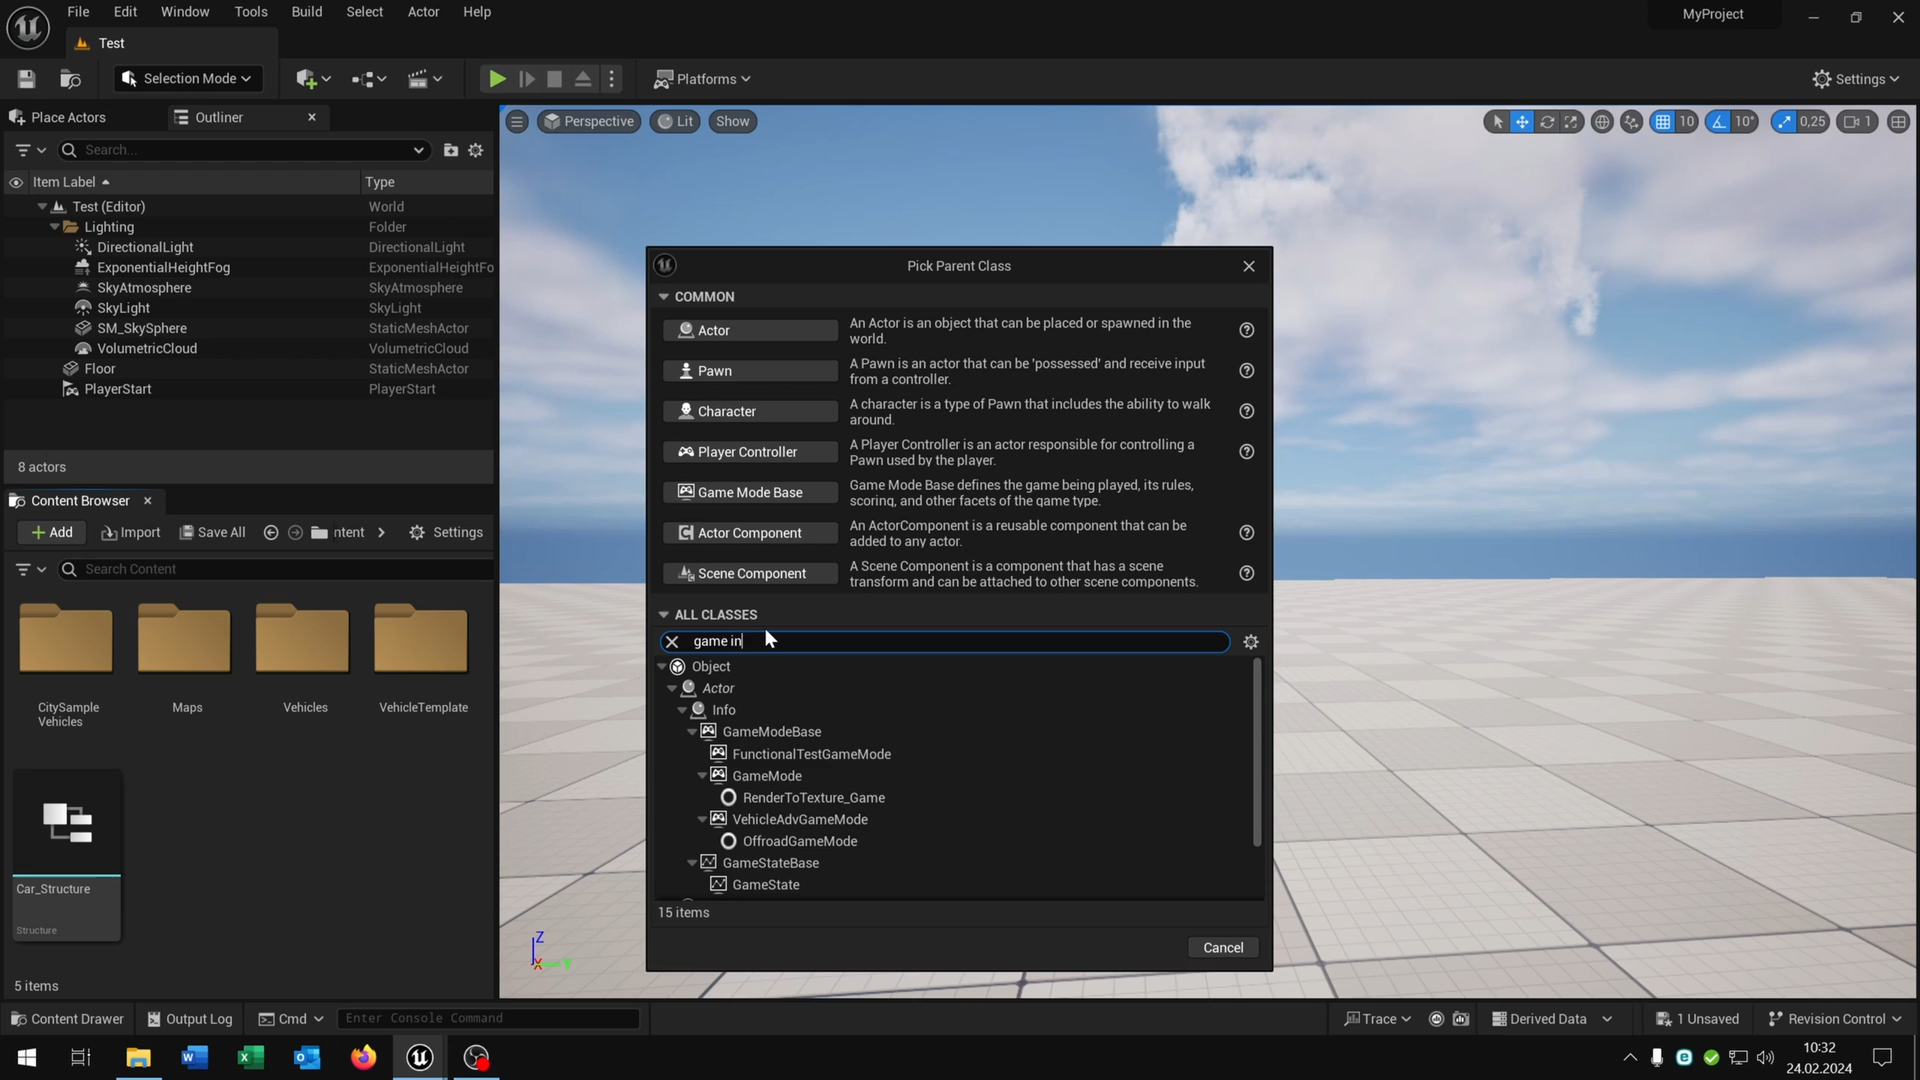 File Edit Window Tools Build Select Actor Help
MyProject
Test
Selection Mode
Platforms
Settings
Place Actors
Outliner
Perspective
Lit
Show
10
10°
0,25
1
Search...
Item Label
Type
Test (Editor) World
Lighting Folder
DirectionalLight DirectionalLight
ExponentialHeightFog ExponentialHeightFo
SkyAtmosphere SkyAtmosphere
SkyLight SkyLight
SM_SkySphere StaticMeshActor
VolumetricCloud VolumetricCloud
Floor StaticMeshActor
PlayerStart PlayerStart
8 actors
Content Browser
Add
Import
Save All
ntent
Settings
Search Content
CitySample
Vehicles
Maps
Vehicles
VehicleTemplate
Car_Structure
Structure
5 items
Pick Parent Class
COMMON
Actor
An Actor is an object that can be placed or spawned in the
world.
Pawn
A Pawn is an actor that can be 'possessed' and receive input
from a controller.
Character
A character is a type of Pawn that includes the ability to walk
around.
Player Controller
A Player Controller is an actor responsible for controlling a
Pawn used by the player.
Game Mode Base
Game Mode Base defines the game being played, its rules,
scoring, and other facets of the game type.
Actor Component
An ActorComponent is a reusable component that can be
added to any actor.
Scene Component
A Scene Component is a component that has a scene
transform and can be attached to other scene components.
ALL CLASSES
game in
Object
Actor
Info
GameModeBase
FunctionalTestGameMode
GameMode
RenderToTexture_Game
VehicleAdvGameMode
OffroadGameMode
GameStateBase
GameState
15 items
Cancel
Z
X
Y
Content Drawer
Output Log
Cmd
Enter Console Command
Trace
Derived Data
1 Unsaved
Revision Control
10:32
24.02.2024